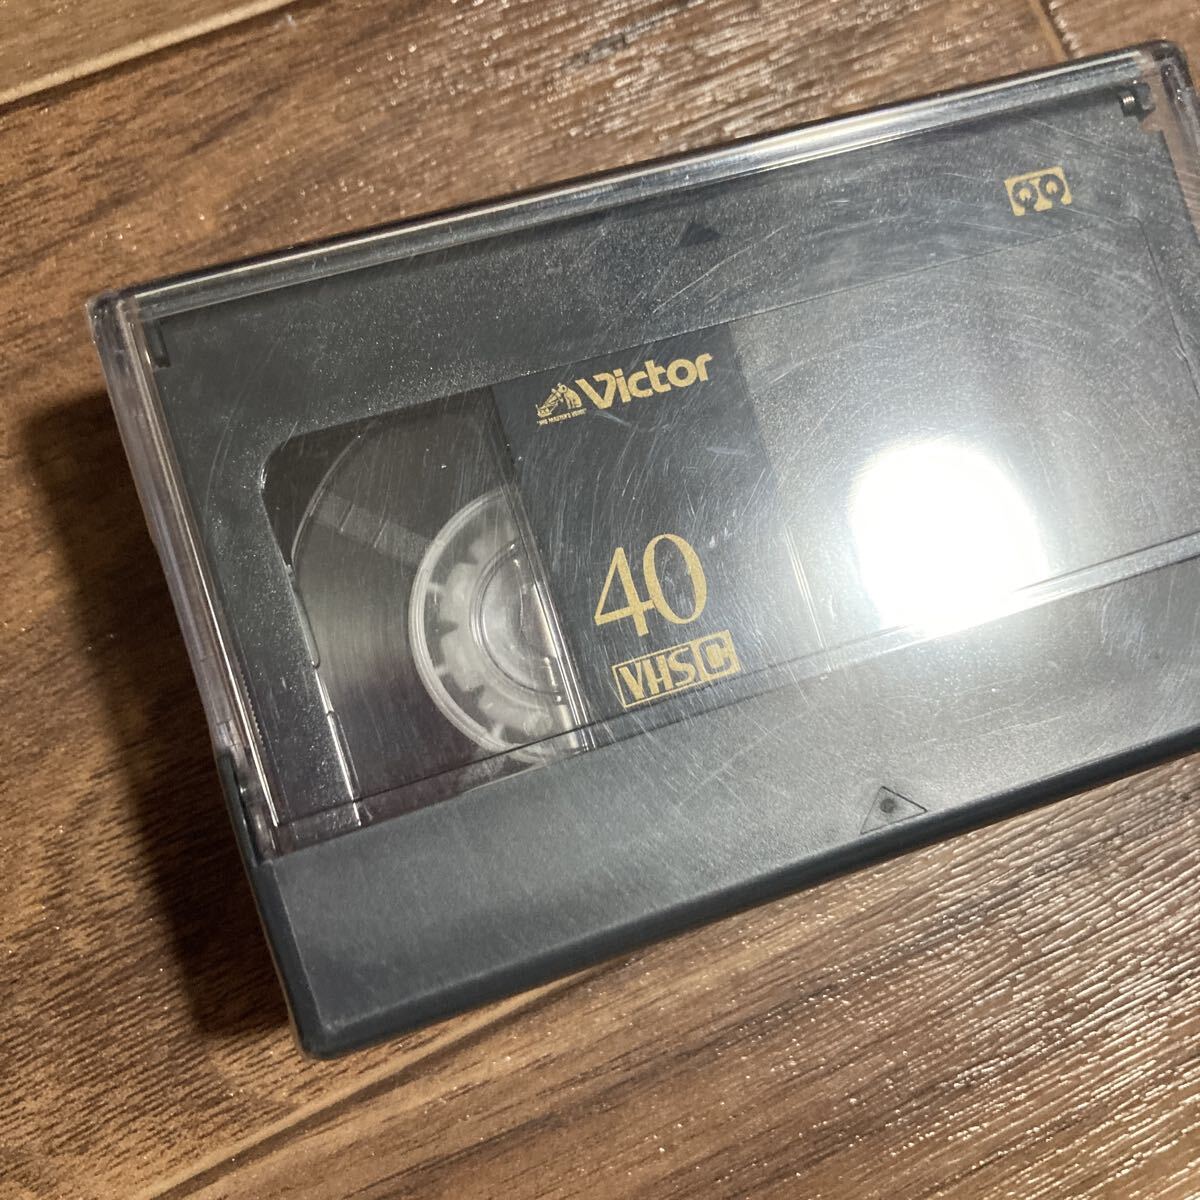 Victor
"HIS MASTER'S VOICE"
40
VHS C